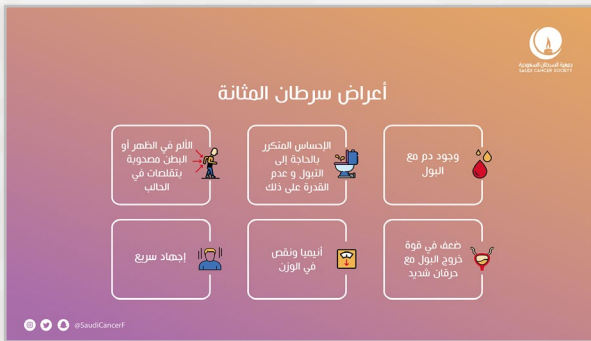 جمعية السرطان السعودية
SAUDI CANCER SOCIETY
أعراض سرطان المثانة
وجود دم مع
البول
الإحساس المتكرر
بالحاجة إلى
التبول و عدم
القدرة على ذلك
الألم في الظهر أو
البطن مصحوبة
بتقلصات في
الحالب
ضعف في قوة
خروج البول مع
حرقان شديد
أنيميا ونقص
في الوزن
إجهاد سريع
@SaudiCancerF